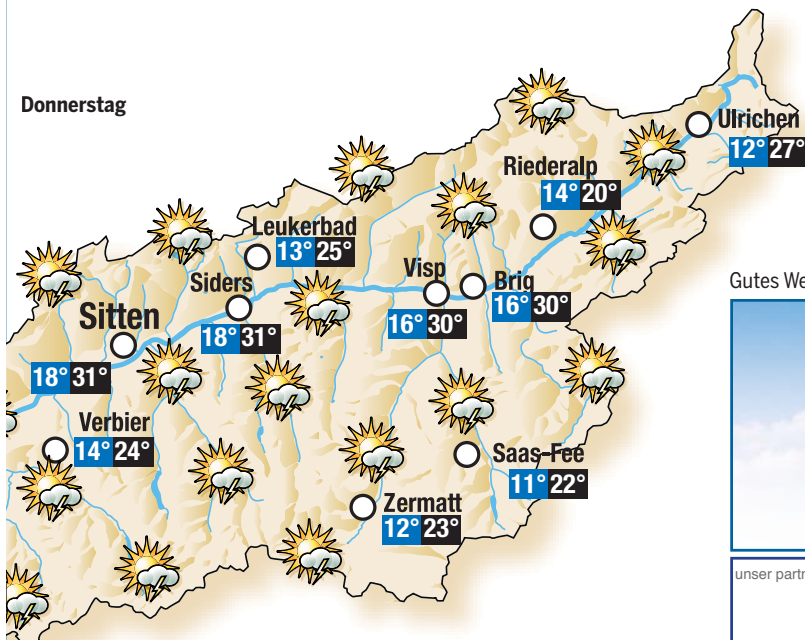 Donnerstag
Ulrichen
12° 27°
Riederalp
14° 20°
Leukerbad
13° 25°
Siders
18° 31°
Visp
16° 30°
Brig
16° 30°
Sitten
18° 31°
Verbier
14° 24°
Saas-Fee
11° 22°
Zermatt
12° 23°
Gutes We
unser partn